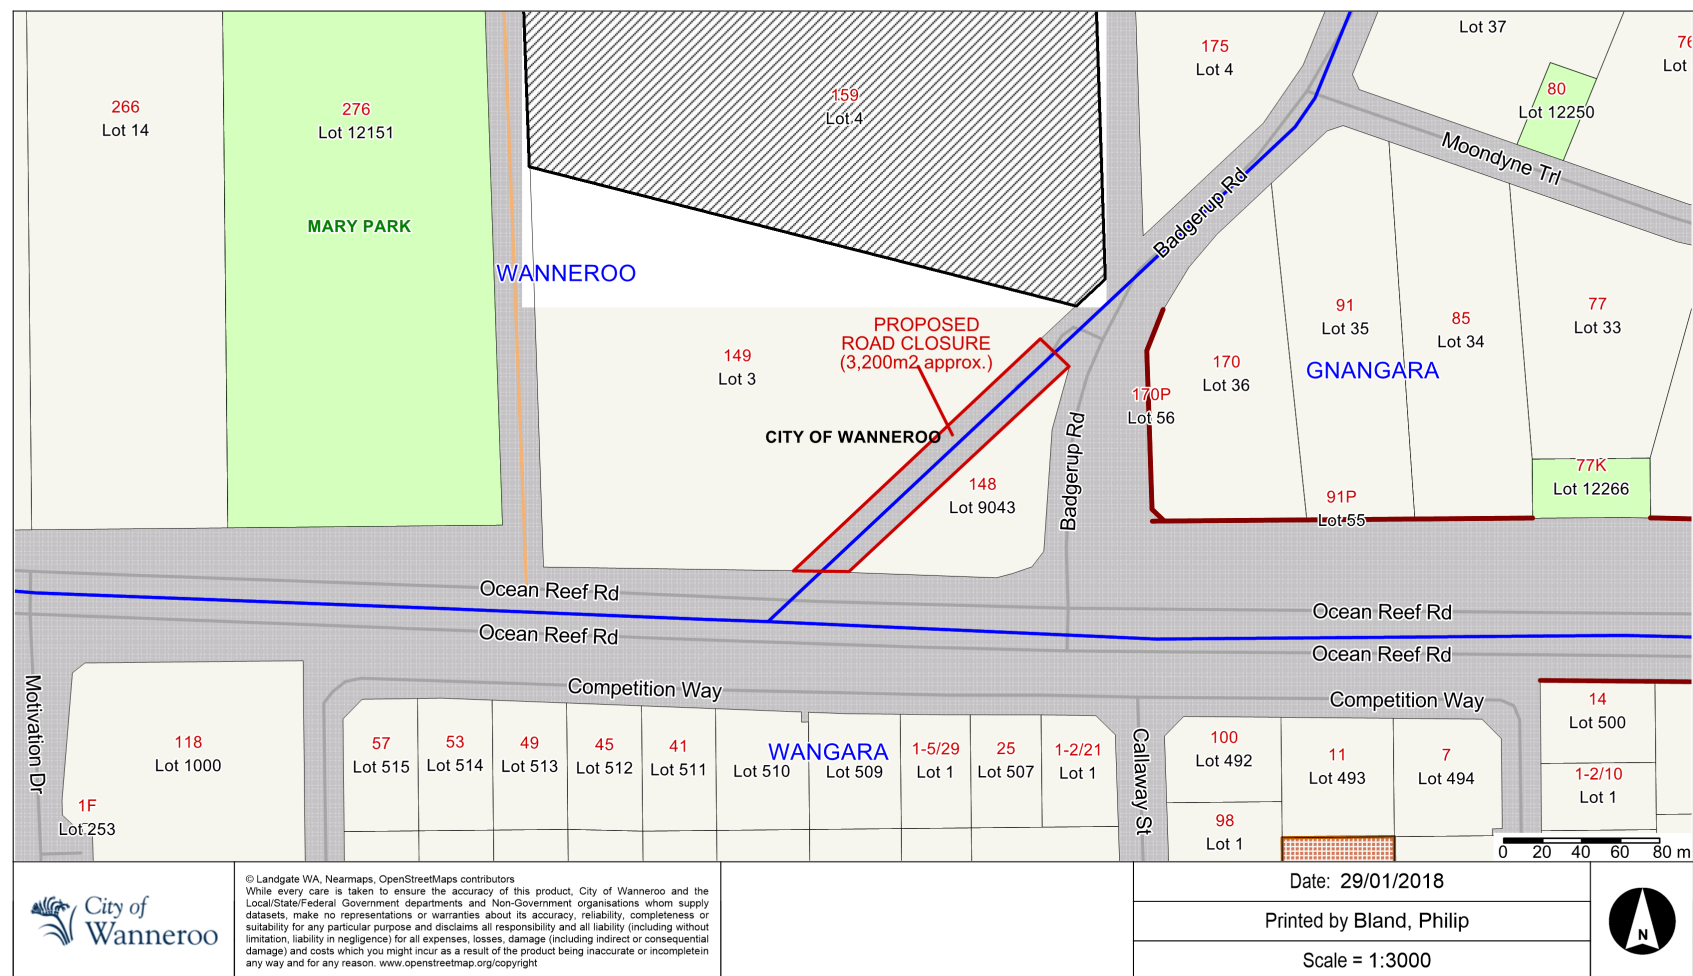 Lot 37
175
Lot 4
76
Lot
266
Lot 14
276
Lot 12151
159
Lot 4
80
Lot 12250
Moondyne Trl
Badgerup Rd
MARY PARK
WANNEROO
PROPOSED
ROAD CLOSURE
(3,200m2 approx.)
149
Lot 3
91
Lot 35
85
Lot 34
77
Lot 33
170
Lot 36
GNANGARA
170P
Lot 56
CITY OF WANNEROO
Badgerup Rd
148
Lot 9043
77K
Lot 12266
91P
Lot 55
Ocean Reef Rd
Ocean Reef Rd
Ocean Reef Rd
Ocean Reef Rd
Motivation Dr
Competition Way
Competition Way
118
Lot 1000
1F
Lot 253
57
Lot 515
53
Lot 514
49
Lot 513
45
Lot 512
41
Lot 511
WANGARA
Lot 510
Lot 509
1-5/29
Lot 1
25
Lot 507
1-2/21
Lot 1
Callaway St
100
Lot 492
98
Lot 1
11
Lot 493
7
Lot 494
14
Lot 500
1-2/10
Lot 1
0 20 40 60 80 m
City of
Wanneroo
© Landgate WA, Nearmaps, OpenStreetMaps contributors
While every care is taken to ensure the accuracy of this product, City of Wanneroo and the
Local/State/Federal Government departments and Non-Government organisations whom supply
datasets, make no representations or warranties about its accuracy, reliability, completeness or
suitability for any particular purpose and disclaims all responsibility and all liability (including without
limitation, liability in negligence) for all expenses, losses, damage (including indirect or consequential
damage) and costs which you might incur as a result of the product being inaccurate or incompletein
any way and for any reason. www.openstreetmap.org/copyright
Date: 29/01/2018
Printed by Bland, Philip
Scale = 1:3000
N